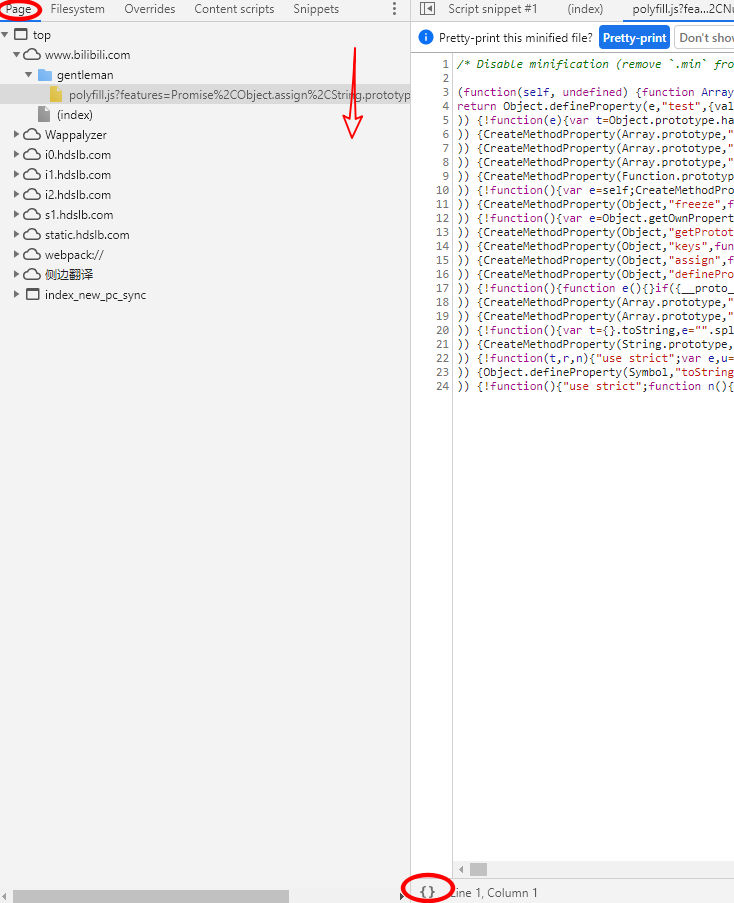 Page Filesystem Overrides Content scripts Snippets
top
www.bilibili.com
gentleman
polyfill.js?features=Promise%2CObject.assign%2CString.prototyp
(index)
Wappalyzer
i0.hdslb.com
i1.hdslb.com
i2.hdslb.com
s1.hdslb.com
static.hdslb.com
webpack://
侧边翻译
index_new_pc_sync
Script snippet #1 (index) polyfill.js?fea...2CNu
Pretty-print this minified file? Pretty-print Don't show
1 /* Disable minification (remove `.min` fro
2
3 (function(self, undefined) {function Array
4 return Object.defineProperty(e,"test",{val
5 )) {!function(e){var t=Object.prototype.ha
6 )) {CreateMethodProperty(Array.prototype,"
7 )) {CreateMethodProperty(Array.prototype,"
8 )) {CreateMethodProperty(Array.prototype,"
9 )) {CreateMethodProperty(Function.prototyp
10 )) {!function(){var e=self;CreateMethodPro
11 )) {CreateMethodProperty(Object,"freeze",f
12 )) {!function(){var e=Object.getOwnPropert
13 )) {CreateMethodProperty(Object,"getProtot
14 )) {CreateMethodProperty(Object,"keys",fun
15 )) {CreateMethodProperty(Object,"assign",f
16 )) {CreateMethodProperty(Object,"definePro
17 )) {!function(){function e(){}if({__proto_
18 )) {CreateMethodProperty(Array.prototype,"
19 )) {CreateMethodProperty(Array.prototype,"
20 )) {!function(){var t={}.toString,e="".spl
21 )) {CreateMethodProperty(String.prototype,
22 )) {!function(t,r,n){"use strict";var e,u=
23 )) {Object.defineProperty(Symbol,"toString
24 )) {!function(){"use strict";function n(){
{} Line 1, Column 1